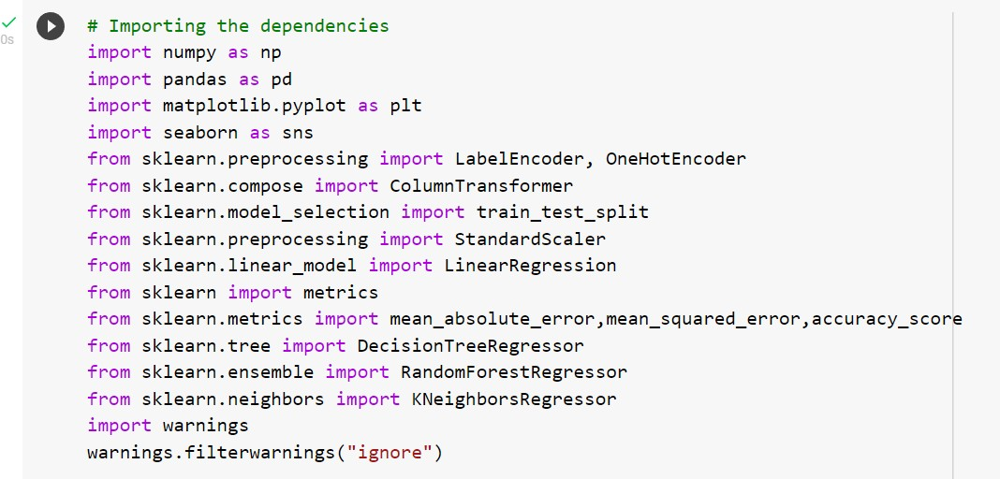 # Importing the dependencies
import numpy as np
import pandas as pd
import matplotlib.pyplot as plt
import seaborn as sns
from sklearn.preprocessing import LabelEncoder, OneHotEncoder
from sklearn.compose import ColumnTransformer
from sklearn.model_selection import train_test_split
from sklearn.preprocessing import StandardScaler
from sklearn.linear_model import LinearRegression
from sklearn import metrics
from sklearn.metrics import mean_absolute_error,mean_squared_error,accuracy_score
from sklearn.tree import DecisionTreeRegressor
from sklearn.ensemble import RandomForestRegressor
from sklearn.neighbors import KNeighborsRegressor
import warnings
warnings.filterwarnings("ignore")
0s